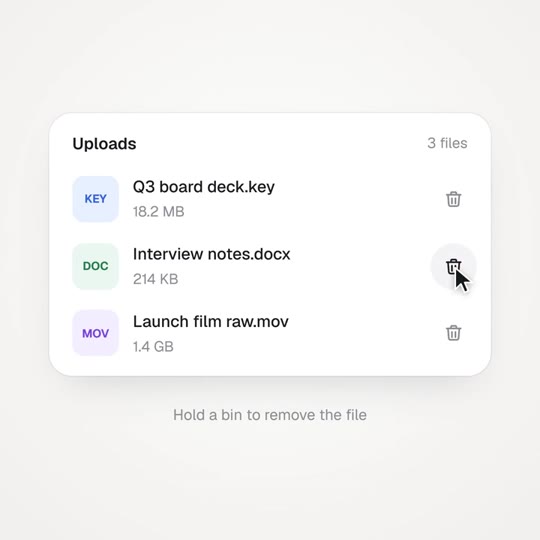 Uploads
3 files
KEY
Q3 board deck.key
18.2 MB
DOC
Interview notes.docx
214 KB
MOV
Launch film raw.mov
1.4 GB
Hold a bin to remove the file